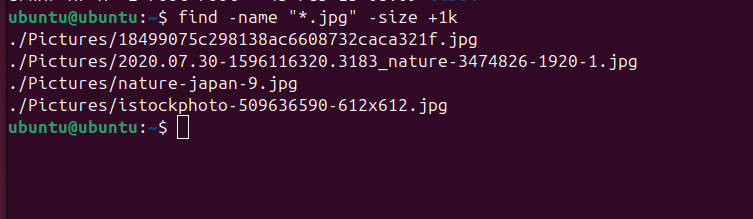 ubuntu@ubuntu:~$ find -name "*.jpg" -size +1k
./Pictures/18499075c298138ac6608732caca321f.jpg
./Pictures/2020.07.30-1596116320.3183_nature-3474826-1920-1.jpg
./Pictures/nature-japan-9.jpg
./Pictures/istockphoto-509636590-612x612.jpg
ubuntu@ubuntu:~$